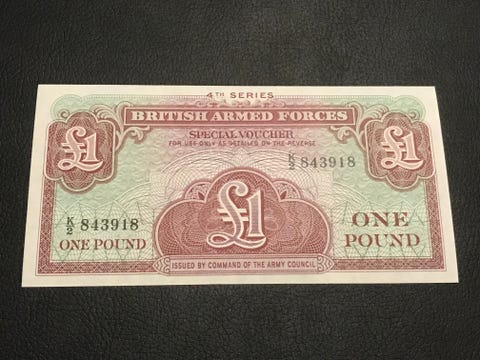 4TH SERIES
BRITISH ARMED FORCES
SPECIAL VOUCHER
FOR USE ONLY AS DETAILED ON THE REVERSE
£1
£1
K/2 843918
K/2 843918
£1
ONE POUND
ONE POUND
ISSUED BY COMMAND OF THE ARMY COUNCIL